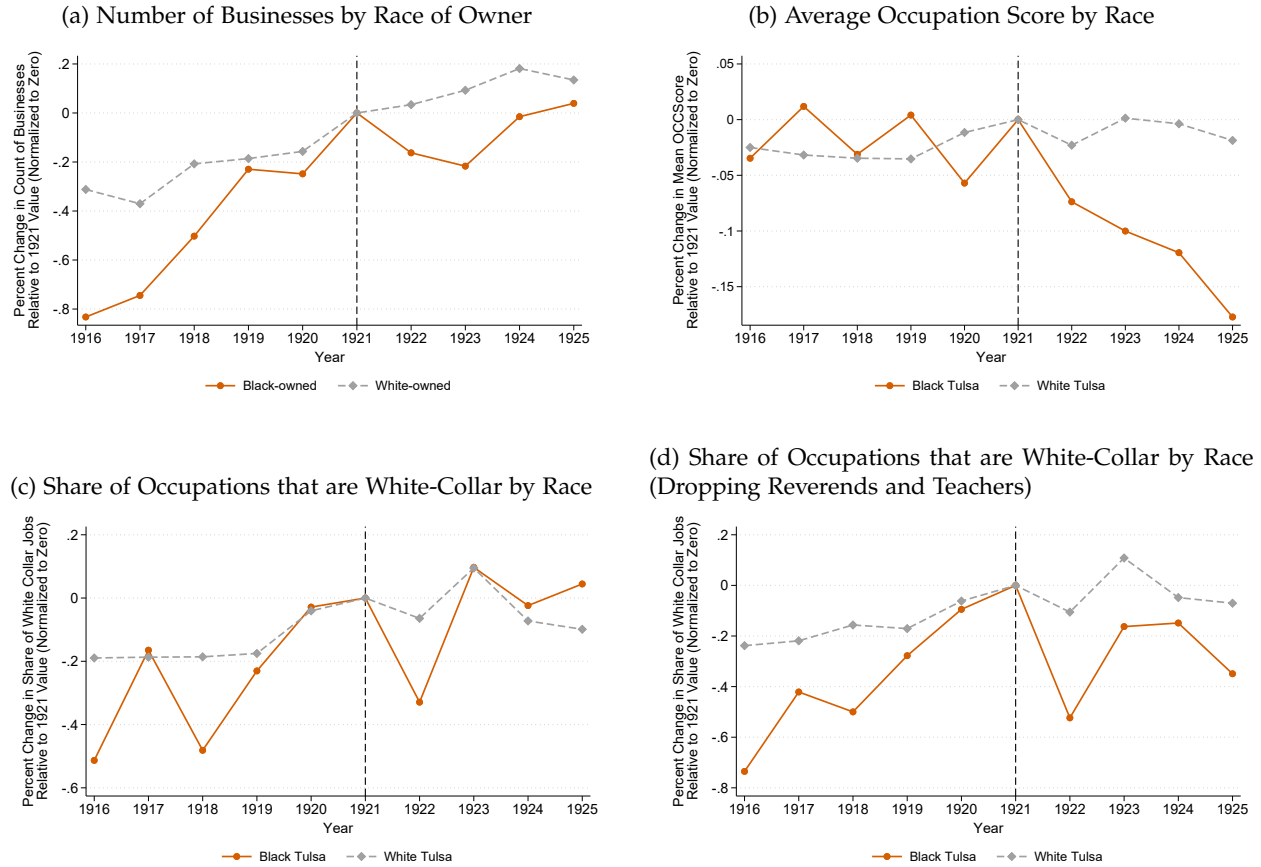 (a) Number of Businesses by Race of Owner
Percent Change in Count of Businesses
Relative to 1921 Value (Normalized to Zero)
.2
0
-.2
-.4
-.6
-.8
1916 1917 1918 1919 1920 1921 1922 1923 1924 1925
Year
Black-owned White-owned
(b) Average Occupation Score by Race
Percent Change in Mean OCCScore
Relative to 1921 Value (Normalized to Zero)
.05
0
-.05
-.1
-.15
1916 1917 1918 1919 1920 1921 1922 1923 1924 1925
Year
Black Tulsa White Tulsa
(c) Share of Occupations that are White-Collar by Race
Percent Change in Share of White Collar Jobs
Relative to 1921 Value (Normalized to Zero)
.2
0
-.2
-.4
-.6
1916 1917 1918 1919 1920 1921 1922 1923 1924 1925
Year
Black Tulsa White Tulsa
(d) Share of Occupations that are White-Collar by Race
(Dropping Reverends and Teachers)
Percent Change in Share of White Collar Jobs
Relative to 1921 Value (Normalized to Zero)
.2
0
-.2
-.4
-.6
-.8
1916 1917 1918 1919 1920 1921 1922 1923 1924 1925
Year
Black Tulsa White Tulsa